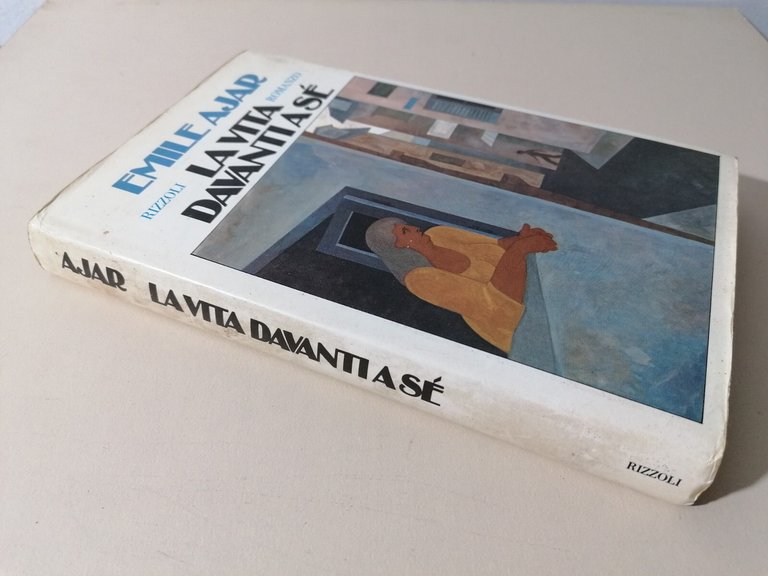 EMILE AJAR
LA VITA
DAVANTI A SÉ
ROMANZO
RIZZOLI
AJAR LA VITA DAVANTI A SÉ
RIZZOLI